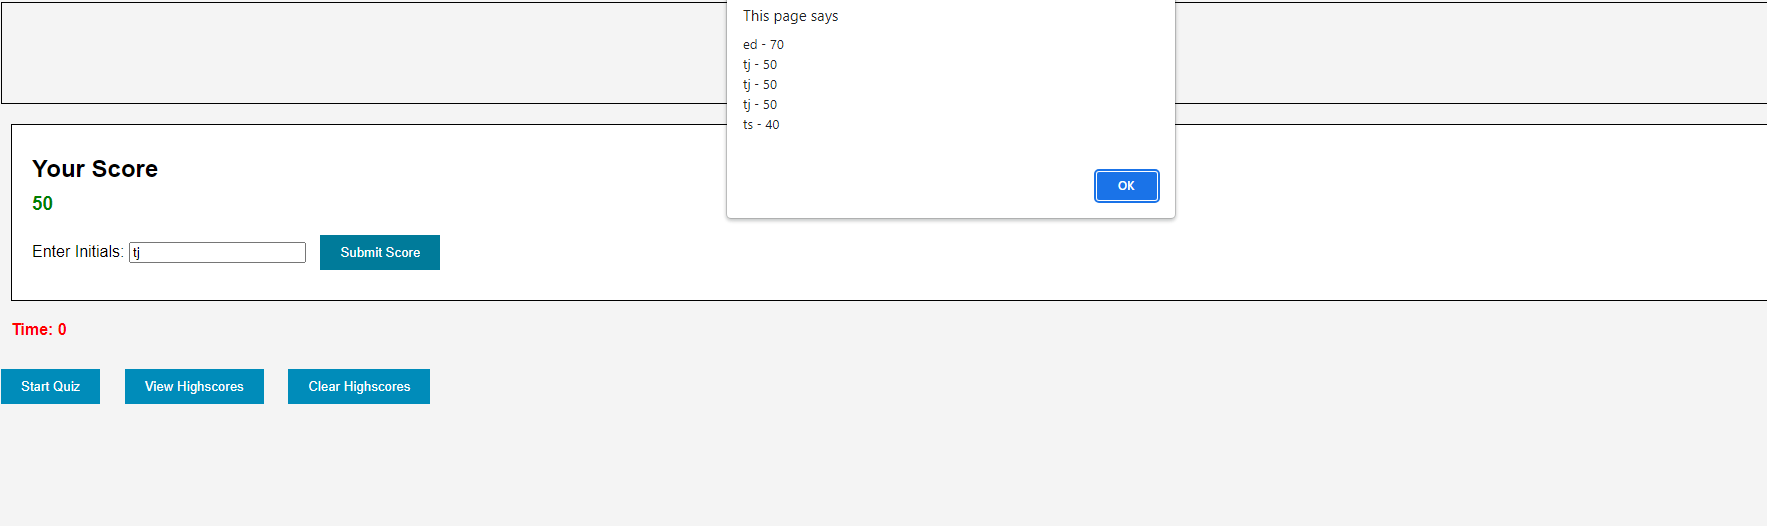 This page says
ed - 70
tj - 50
tj - 50
tj - 50
ts - 40
OK
Your Score
50
Enter Initials: tj Submit Score
Time: 0
Start Quiz View Highscores Clear Highscores